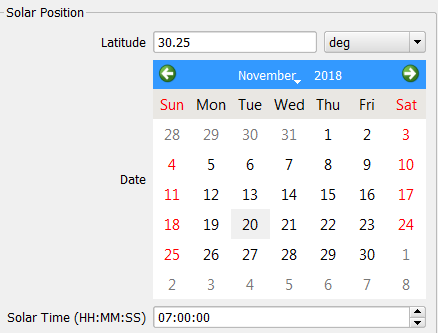 Solar Position
Latitude 30.25 deg
November 2018
Sun Mon Tue Wed Thu Fri Sat
28 29 30 31 1 2 3
4 5 6 7 8 9 10
Date 11 12 13 14 15 16 17
18 19 20 21 22 23 24
25 26 27 28 29 30 1
2 3 4 5 6 7 8
Solar Time (HH:MM:SS) 07:00:00